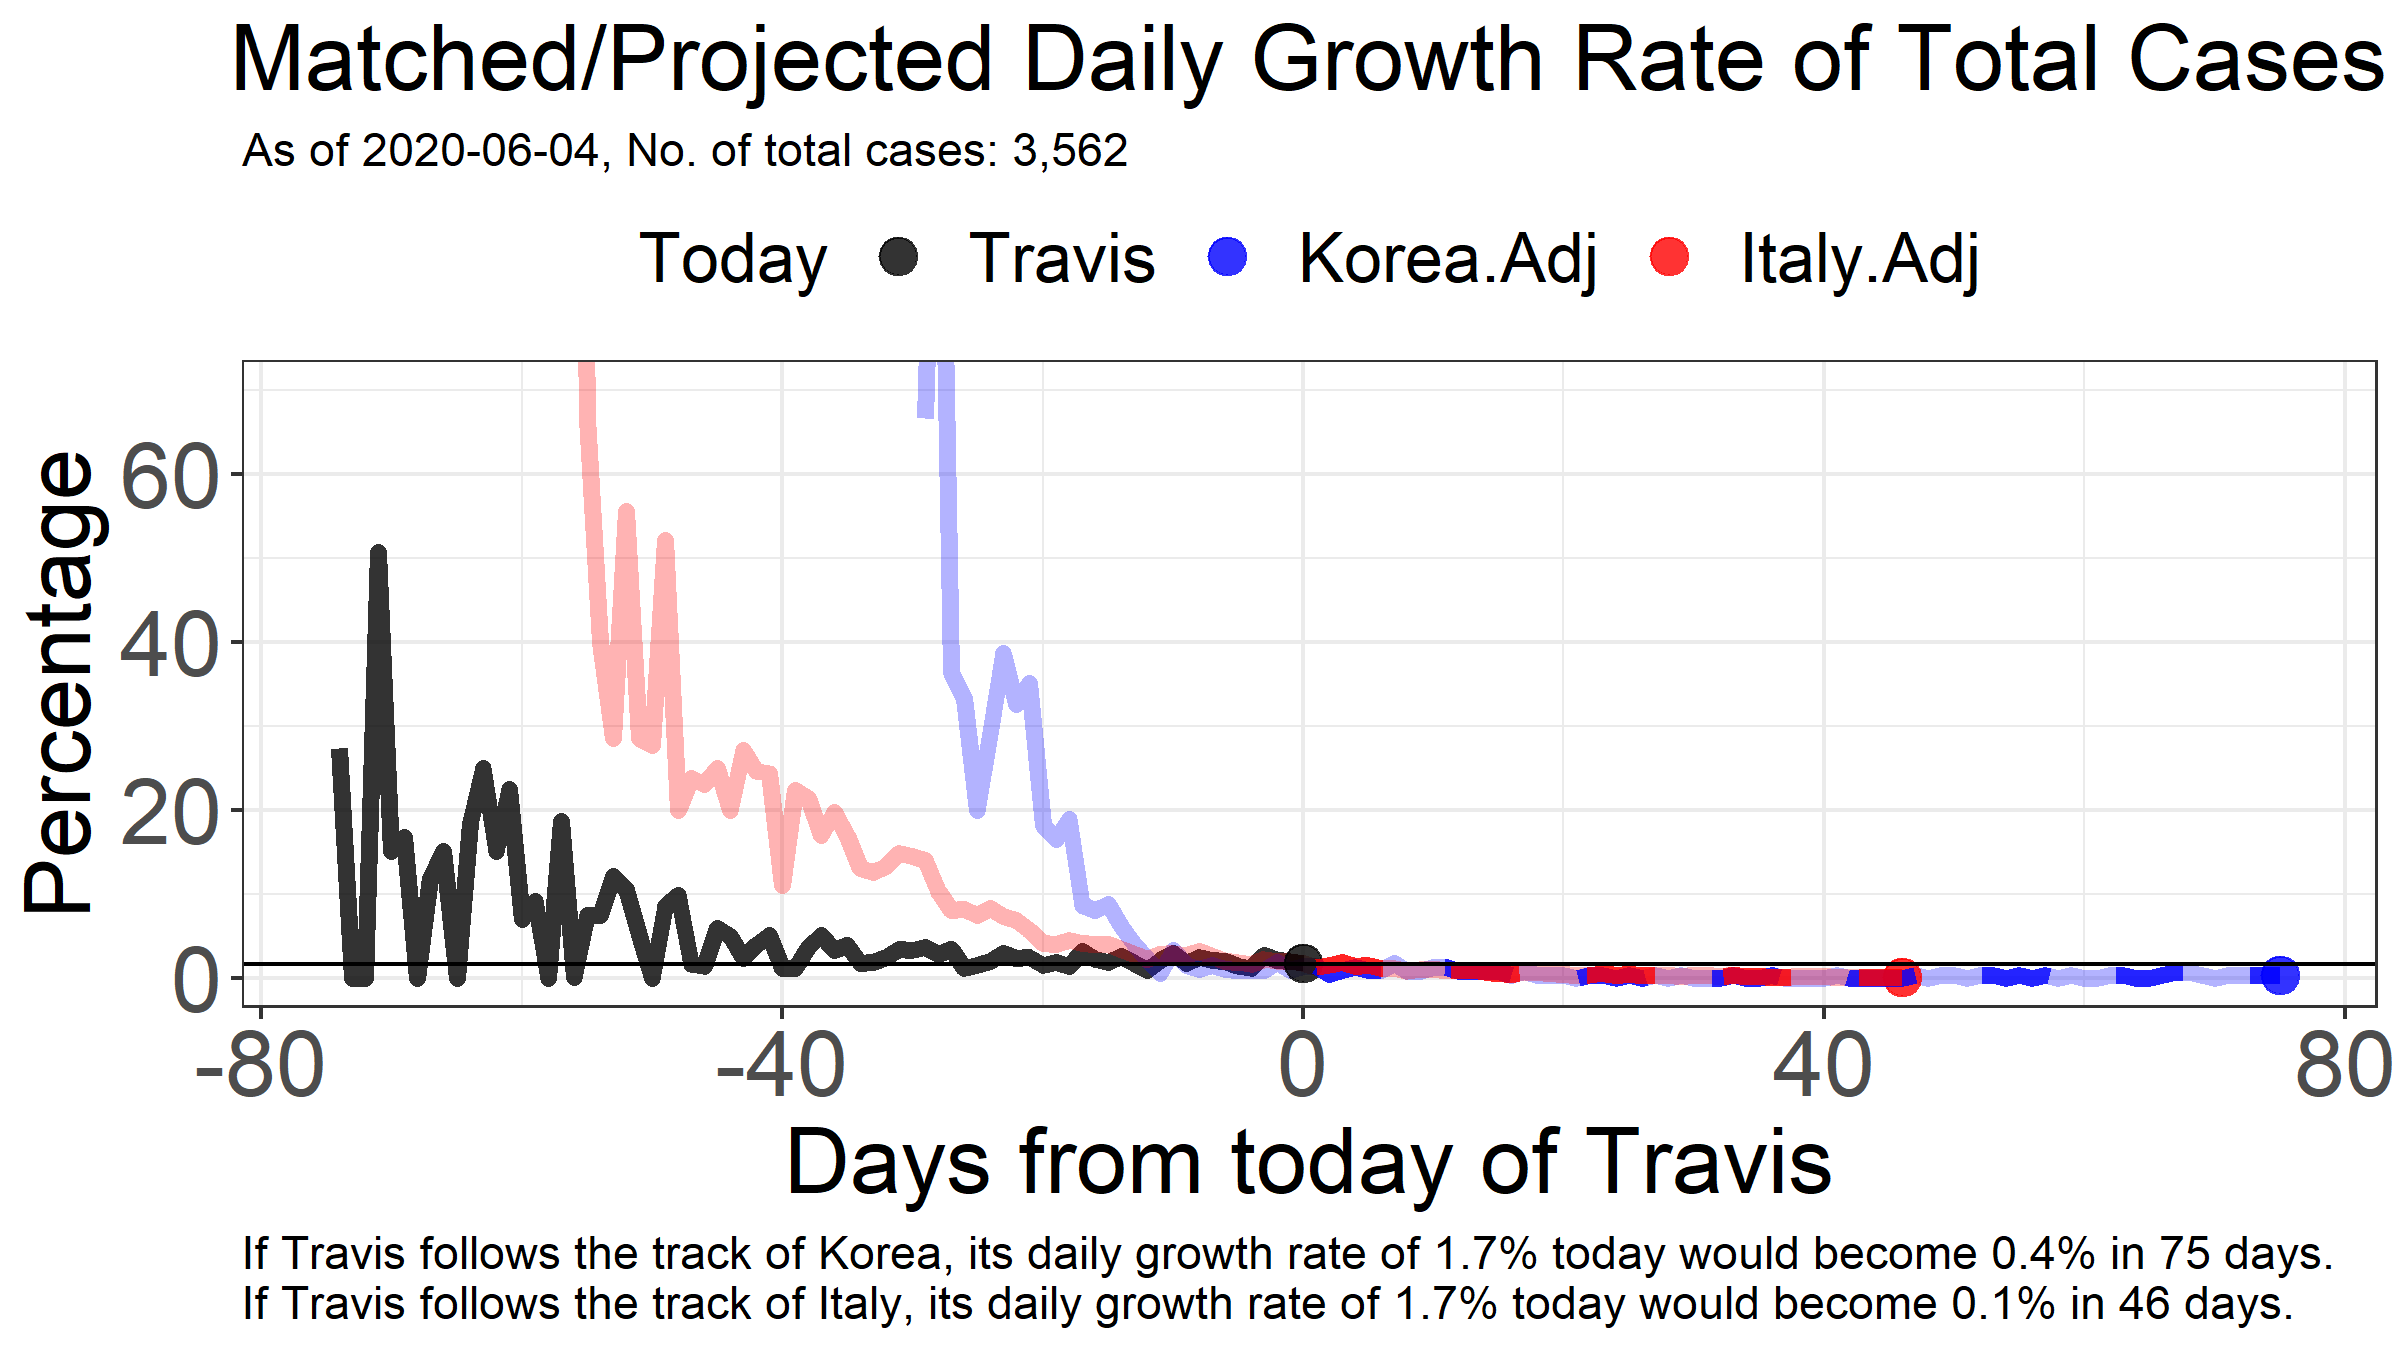 Matched/Projected Daily Growth Rate of Total Cases
As of 2020-06-04, No. of total cases: 3,562
Today Travis Korea.Adj Italy.Adj
Percentage
60
40
20
0
-80 -40 0 40 80
Days from today of Travis
If Travis follows the track of Korea, its daily growth rate of 1.7% today would become 0.4% in 75 days.
If Travis follows the track of Italy, its daily growth rate of 1.7% today would become 0.1% in 46 days.